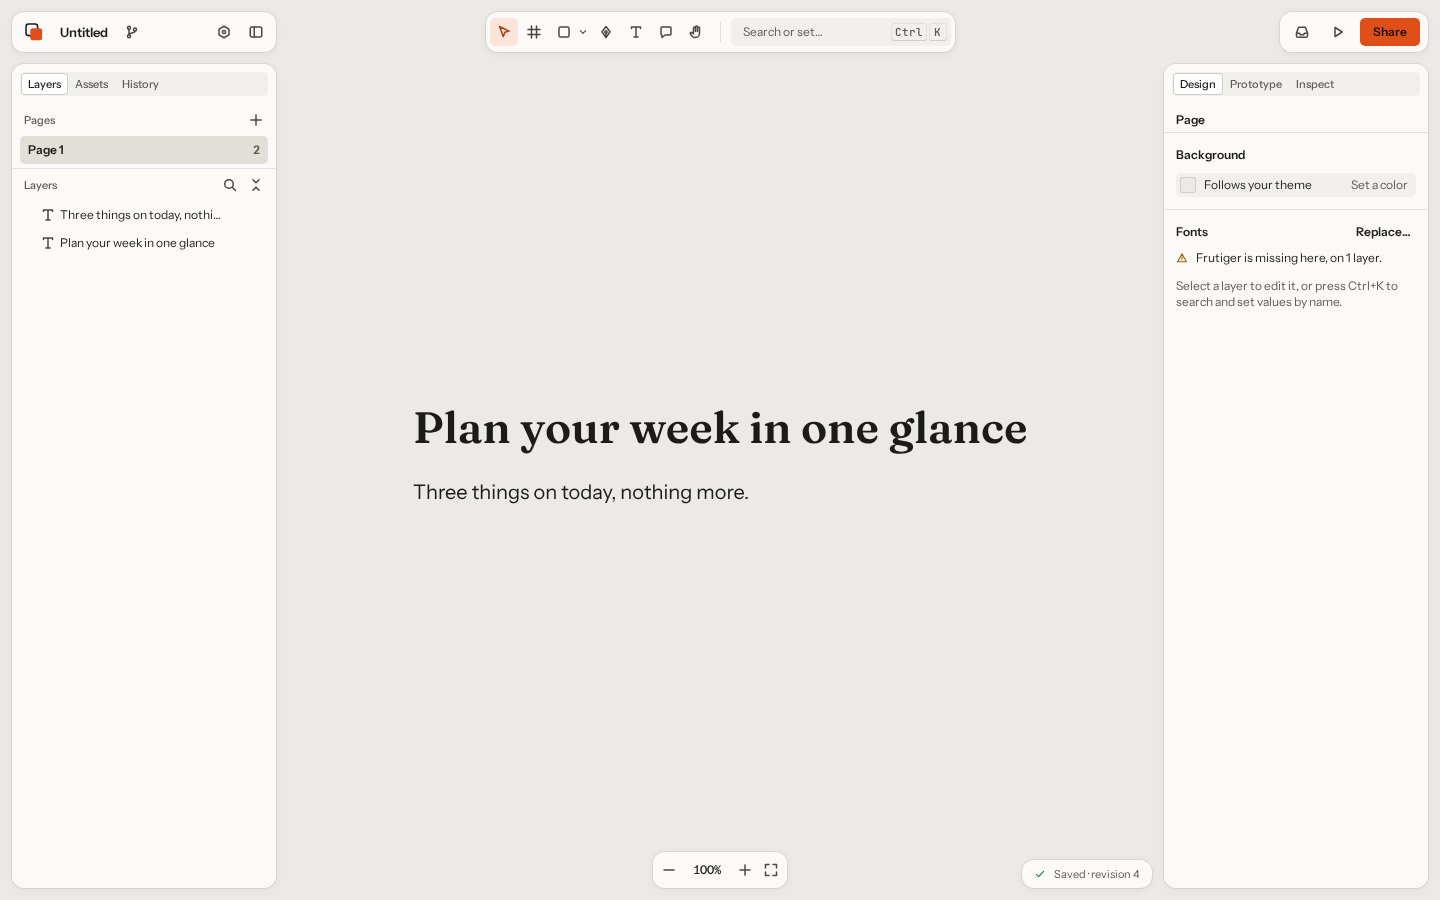 Untitled
Search or set...
Ctrl K
Share
Layers Assets History
Design Prototype Inspect
Pages
Page 1 2
Layers
Three things on today, nothi...
Plan your week in one glance
Page
Background
Follows your theme Set a color
Fonts Replace...
Frutiger is missing here, on 1 layer.
Select a layer to edit it, or press Ctrl+K to
search and set values by name.
Plan your week in one glance
Three things on today, nothing more.
100%
Saved · revision 4